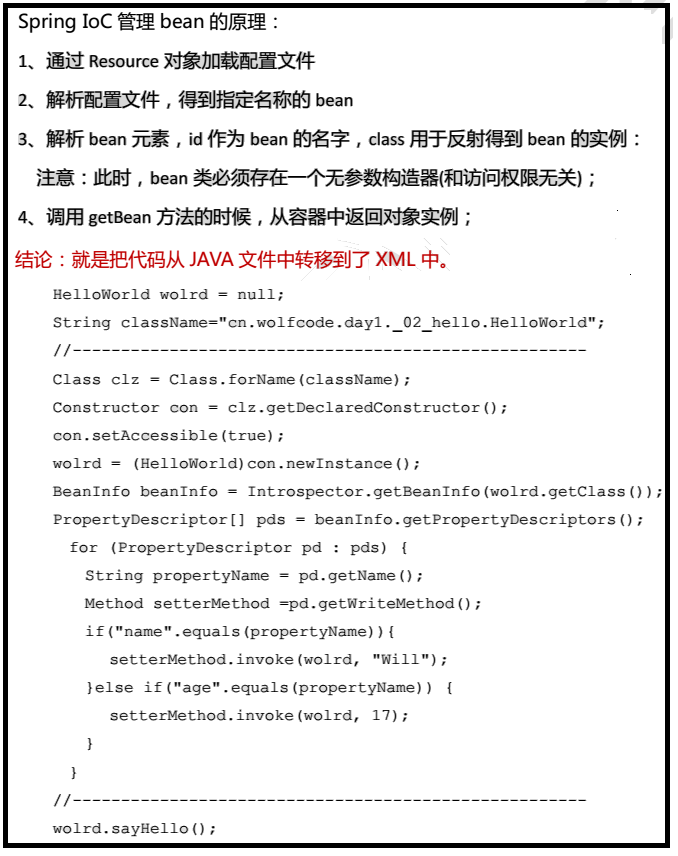 Spring IoC 管理 bean 的原理：
1、通过 Resource 对象加载配置文件
2、解析配置文件，得到指定名称的 bean
3、解析 bean 元素，id 作为 bean 的名字，class 用于反射得到 bean 的实例：
注意：此时，bean 类必须存在一个无参数构造器(和访问权限无关)；
4、调用 getBean 方法的时候，从容器中返回对象实例；
结论：就是把代码从 JAVA 文件中转移到了 XML 中。
HelloWorld wolrd = null;
String className="cn.wolfcode.day1._02_hello.HelloWorld";
//-----------------------------------------------------
Class clz = Class.forName(className);
Constructor con = clz.getDeclaredConstructor();
con.setAccessible(true);
wolrd = (HelloWorld)con.newInstance();
BeanInfo beanInfo = Introspector.getBeanInfo(wolrd.getClass());
PropertyDescriptor[] pds = beanInfo.getPropertyDescriptors();
for (PropertyDescriptor pd : pds) {
String propertyName = pd.getName();
Method setterMethod =pd.getWriteMethod();
if("name".equals(propertyName)){
setterMethod.invoke(wolrd, "Will");
}else if("age".equals(propertyName)) {
setterMethod.invoke(wolrd, 17);
}
}
//-----------------------------------------------------
wolrd.sayHello();